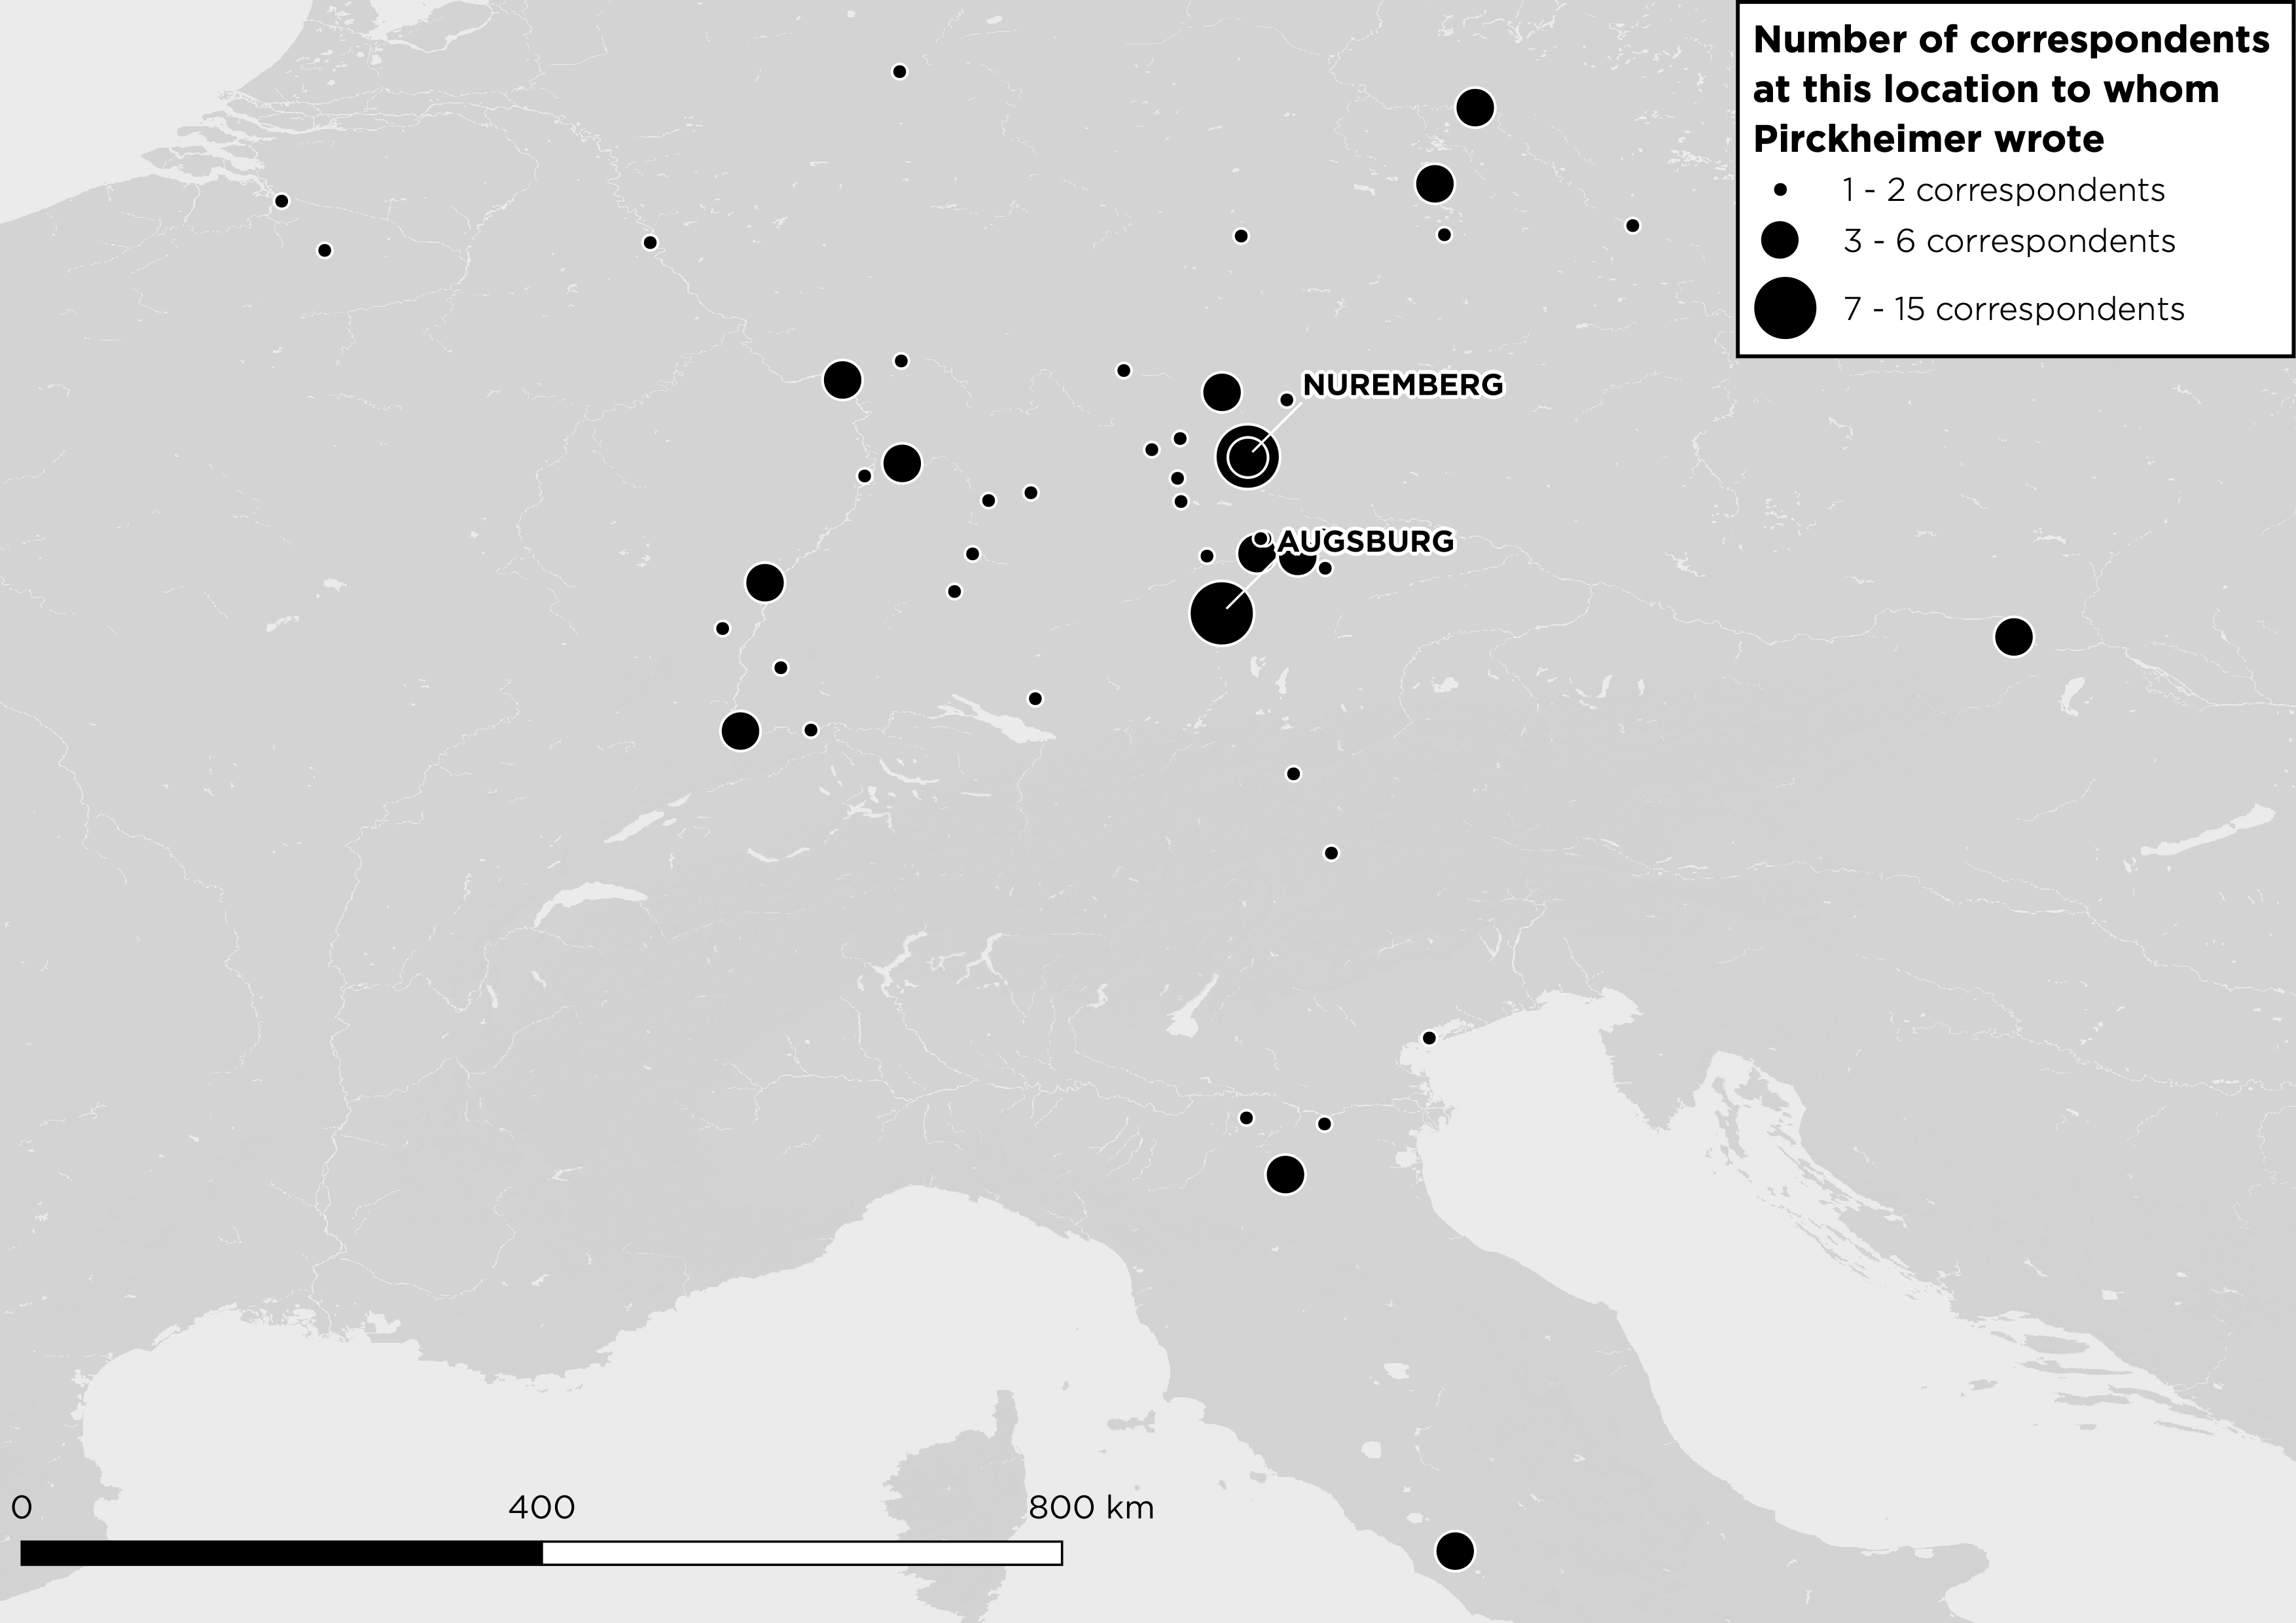 Number of correspondents
at this location to whom
Pirckheimer wrote
1 - 2 correspondents
3 - 6 correspondents
7 - 15 correspondents
NUREMBERG
AUGSBURG
0 400 800 km